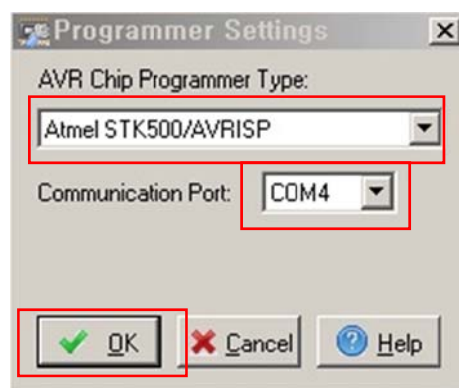 Programmer Settings
AVR Chip Programmer Type:
Atmel STK500/AVRISP
Communication Port: COM4
OK Cancel Help